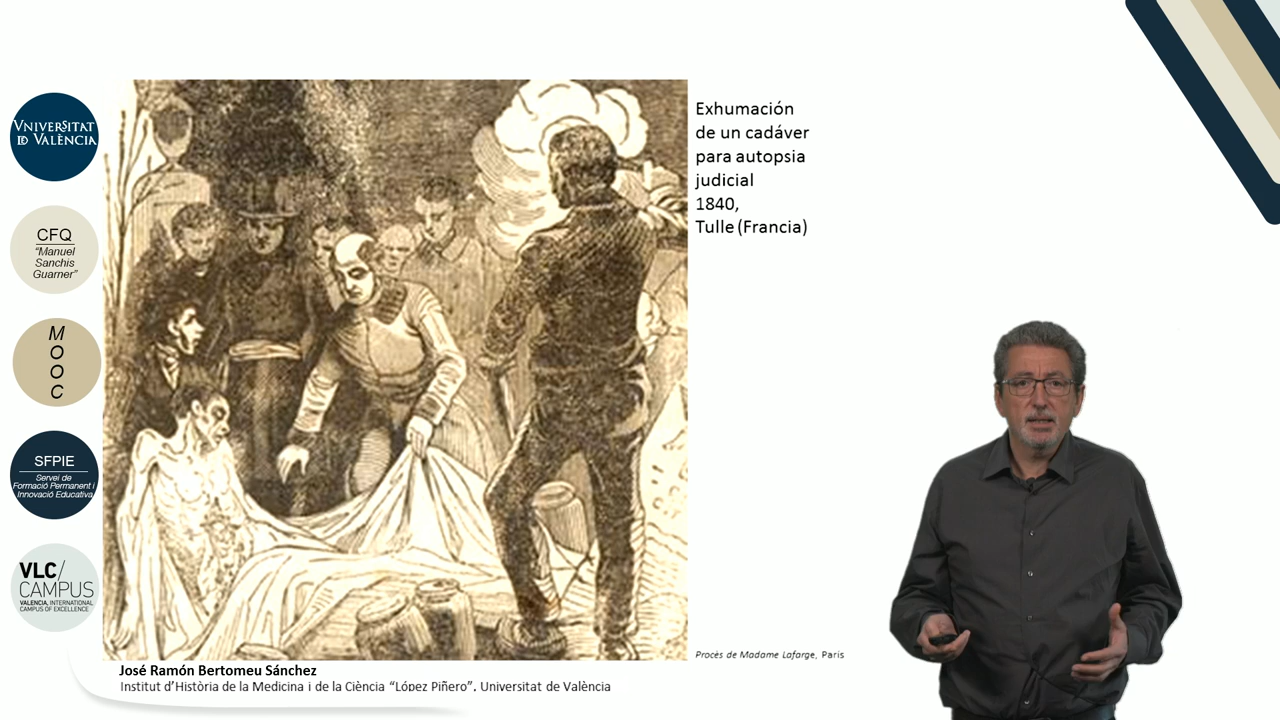 VNIVERSITAT
ID VALÈNCIA
CFQ
“Manuel
Sanchis
Guarner”
M
O
O
C
SFPIE
Servei de
Formació Permanent i
Innovació Educativa
VLC/
CAMPUS
VALENCIA, INTERNATIONAL
CAMPUS OF EXCELLENCE
Exhumación
de un cadáver
para autopsia
judicial
1840,
Tulle (Francia)
Procès de Madame Lafarge, Paris
José Ramón Bertomeu Sánchez
Institut d’Història de la Medicina i de la Ciència “López Piñero”. Universitat de València